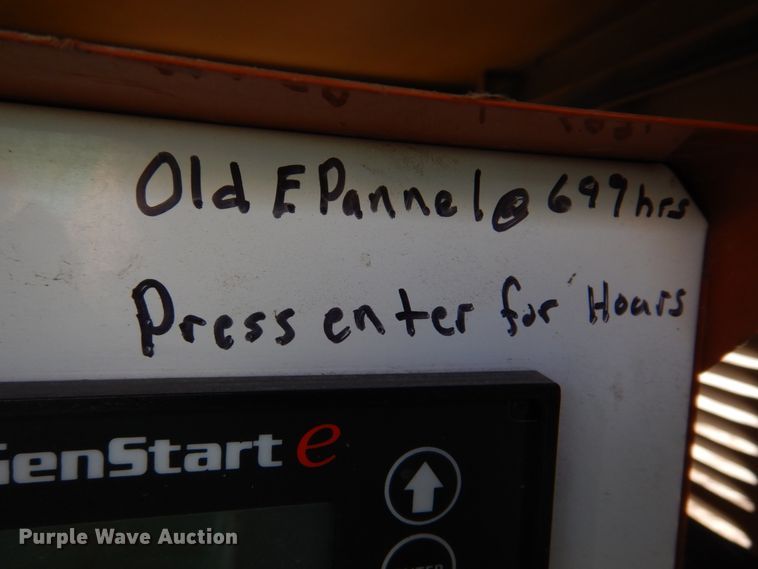 Old E Pannel @ 699 hrs
Press enter for Hours
GenStart e
Purple Wave Auction